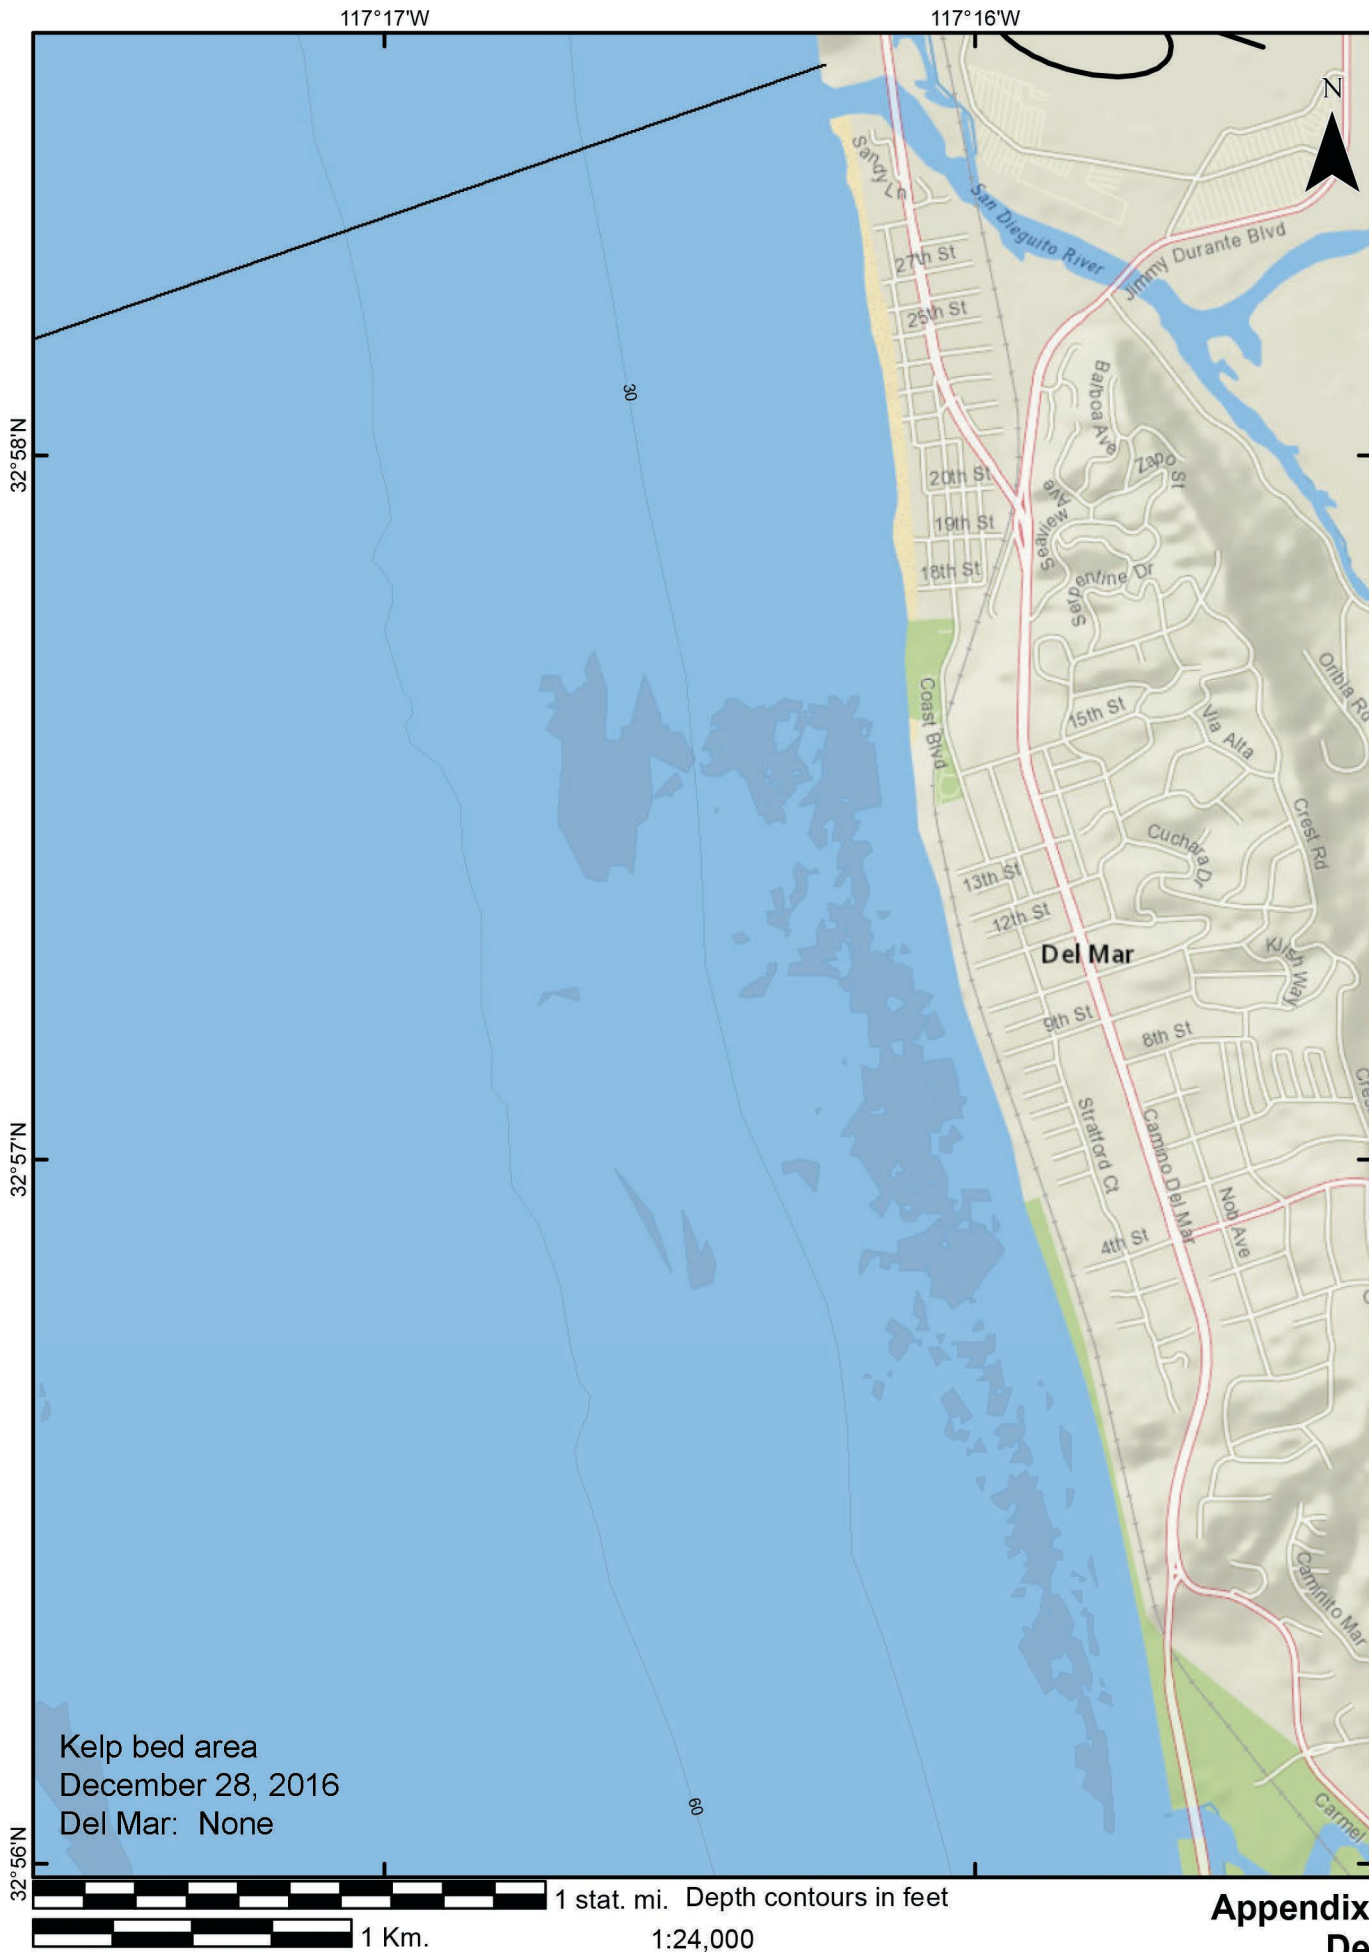 117°17'W
117°16'W
N
Sandy Ln
San Dieguito River
27th St
Jimmy Durante Blvd
25th St
30
Balboa Ave
32°58'N
Zapo St
20th St
Seaview Ave
19th St
18th St
Serpentine Dr
Oribia Rd
Coast Blvd
15th St
Via Alta
Crest Rd
Cuchara Dr
13th St
12th St
Del Mar
Klish Way
9th St
8th St
Stratford Ct
Camino Del Mar
32°57'N
Nob Ave
4th St
Caminito Mar
Kelp bed area
December 28, 2016
Del Mar: None
60
Carmel
32°56'N
1 stat. mi. Depth contours in feet
Appendix
1 Km.
1:24,000
De